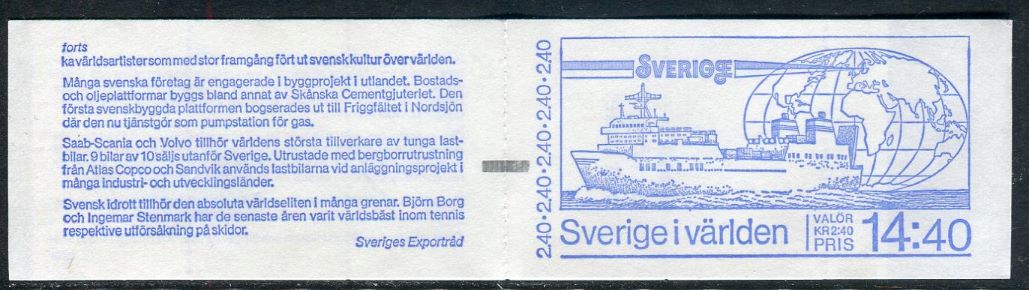 forts
kavärldsartister som med stor framgång fört ut svensk kultur över världen.
Många svenska företag är engagerade i byggprojekt i utlandet. Bostads-
och oljeplattformar byggs bland annat av Skånska Cementgjuteriet. Den
första svenskbyggda plattformen bogserades ut till Friggfältet i Nordsjön
där den nu tjänstgör som pumpstation för gas.
Saab-Scania och Volvo tillhör världens största tillverkare av tunga last-
bilar. 9 bilar av 10 säljs utanför Sverige. Utrustade med bergborrutrustning
från Atlas Copco och Sandvik används lastbilarna vid anläggningsprojekt i
många industri- och utvecklingsländer.
Svensk idrott tillhör den absoluta världseliten i många grenar. Björn Borg
och Ingemar Stenmark har de senaste åren varit världsbäst inom tennis
respektive utförsåkning på skidor.
Sveriges Exportråd
2.40·2.40·2.40·2.40·2.40·2.40
SVERIGE
Sverige i världen
VALÖR
KR 2:40
PRIS
14:40